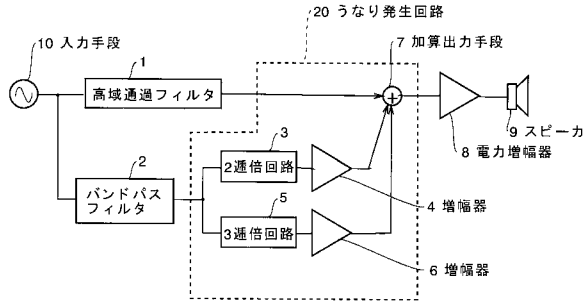 20 うなり発生回路
10 入力手段
7 加算出力手段
1
高域通過フィルタ
9 スピーカ
8 電力増幅器
3
2逓倍回路
2
バンドパス
フィルタ
4 増幅器
5
3逓倍回路
6 増幅器